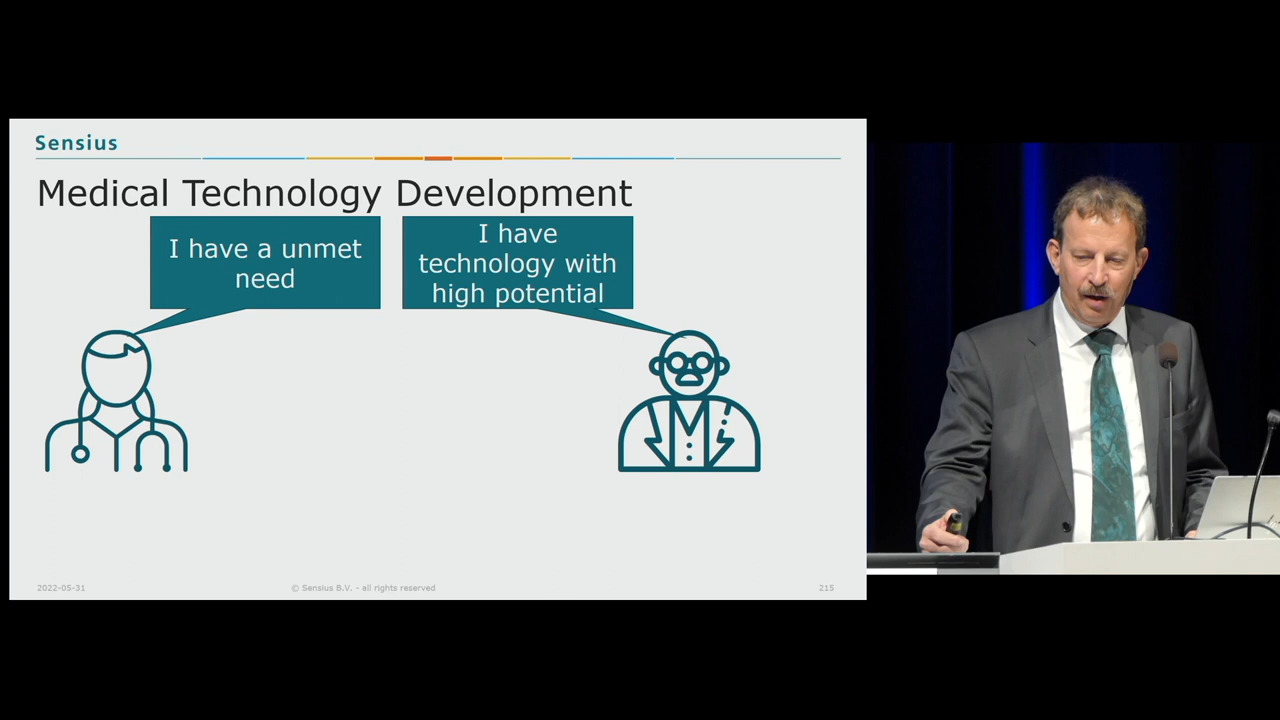 Sensius
Medical Technology Development
I have a unmet
need
I have
technology with
high potential
2022-05-31
© Sensius B.V. - all rights reserved
215